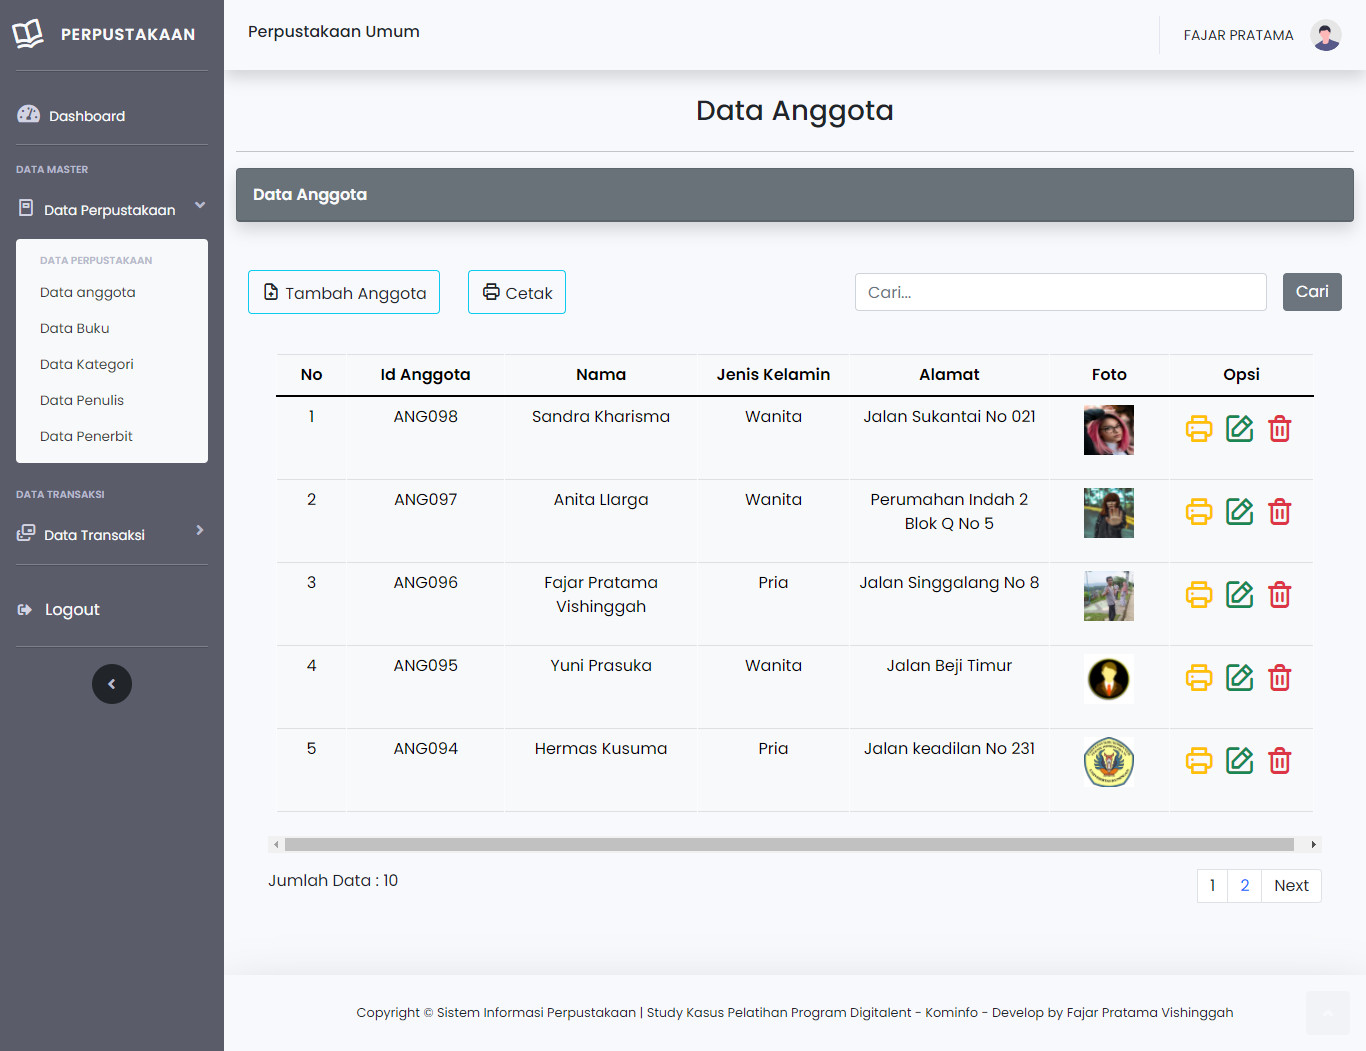 PERPUSTAKAAN
Perpustakaan Umum
FAJAR PRATAMA
Dashboard
DATA MASTER
Data Perpustakaan
DATA PERPUSTAKAAN
Data anggota
Data Buku
Data Kategori
Data Penulis
Data Penerbit
DATA TRANSAKSI
Data Transaksi
Logout
Data Anggota
Data Anggota
Tambah Anggota
Cetak
Cari...
Cari
No Id Anggota Nama Jenis Kelamin Alamat Foto Opsi
1 ANG098 Sandra Kharisma Wanita Jalan Sukantai No 021
2 ANG097 Anita Llarga Wanita Perumahan Indah 2
Blok Q No 5
3 ANG096 Fajar Pratama Pria Jalan Singgalang No 8
Vishinggah
4 ANG095 Yuni Prasuka Wanita Jalan Beji Timur
5 ANG094 Hermas Kusuma Pria Jalan keadilan No 231
Jumlah Data : 10
1 2 Next
Copyright © Sistem Informasi Perpustakaan | Study Kasus Pelatihan Program Digitalent - Kominfo - Develop by Fajar Pratama Vishinggah